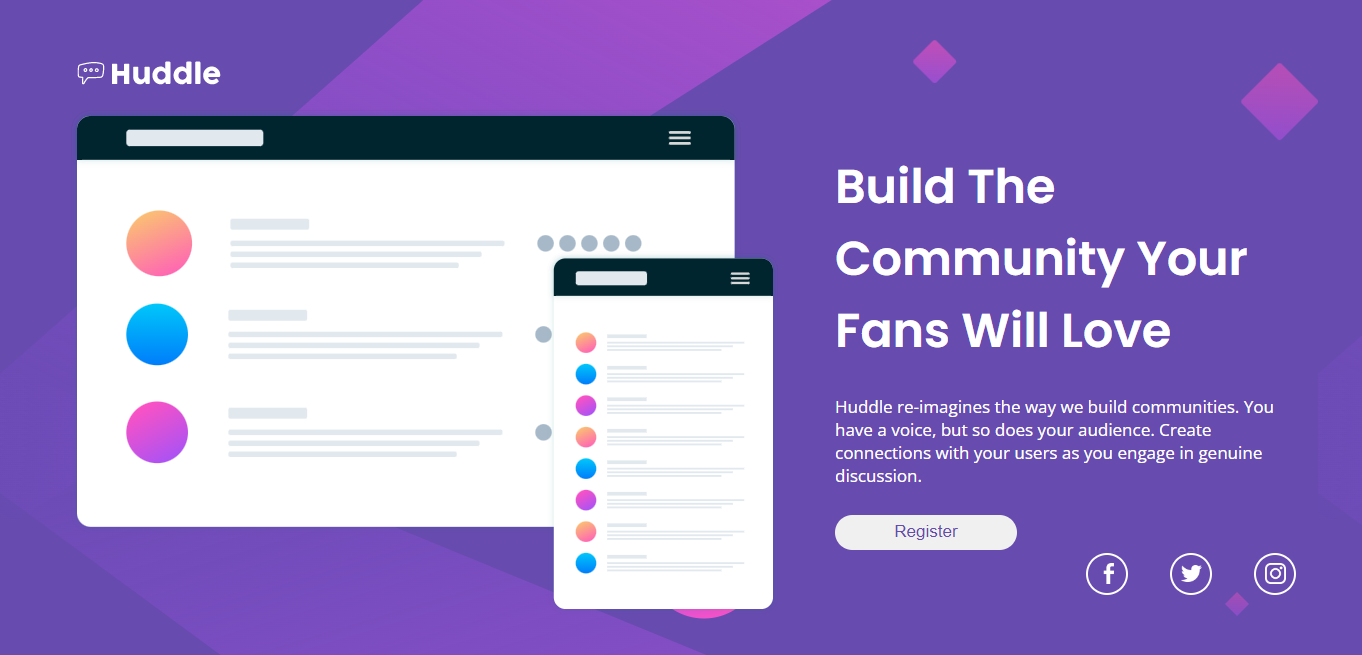 Huddle
Build The
Community Your
Fans Will Love
Huddle re-imagines the way we build communities. You
have a voice, but so does your audience. Create
connections with your users as you engage in genuine
discussion.
Register